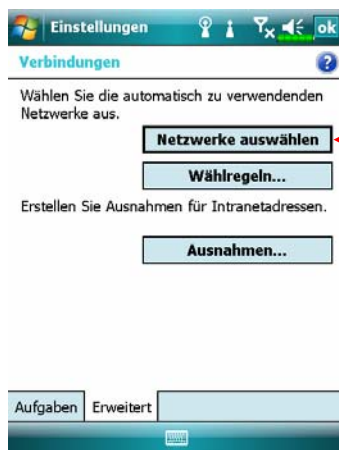 Einstellungen ok
Verbindungen ?
Wählen Sie die automatisch zu verwendenden
Netzwerke aus.
Netzwerke auswählen
Wählregeln...
Erstellen Sie Ausnahmen für Intranetadressen.
Ausnahmen...
Aufgaben Erweitert